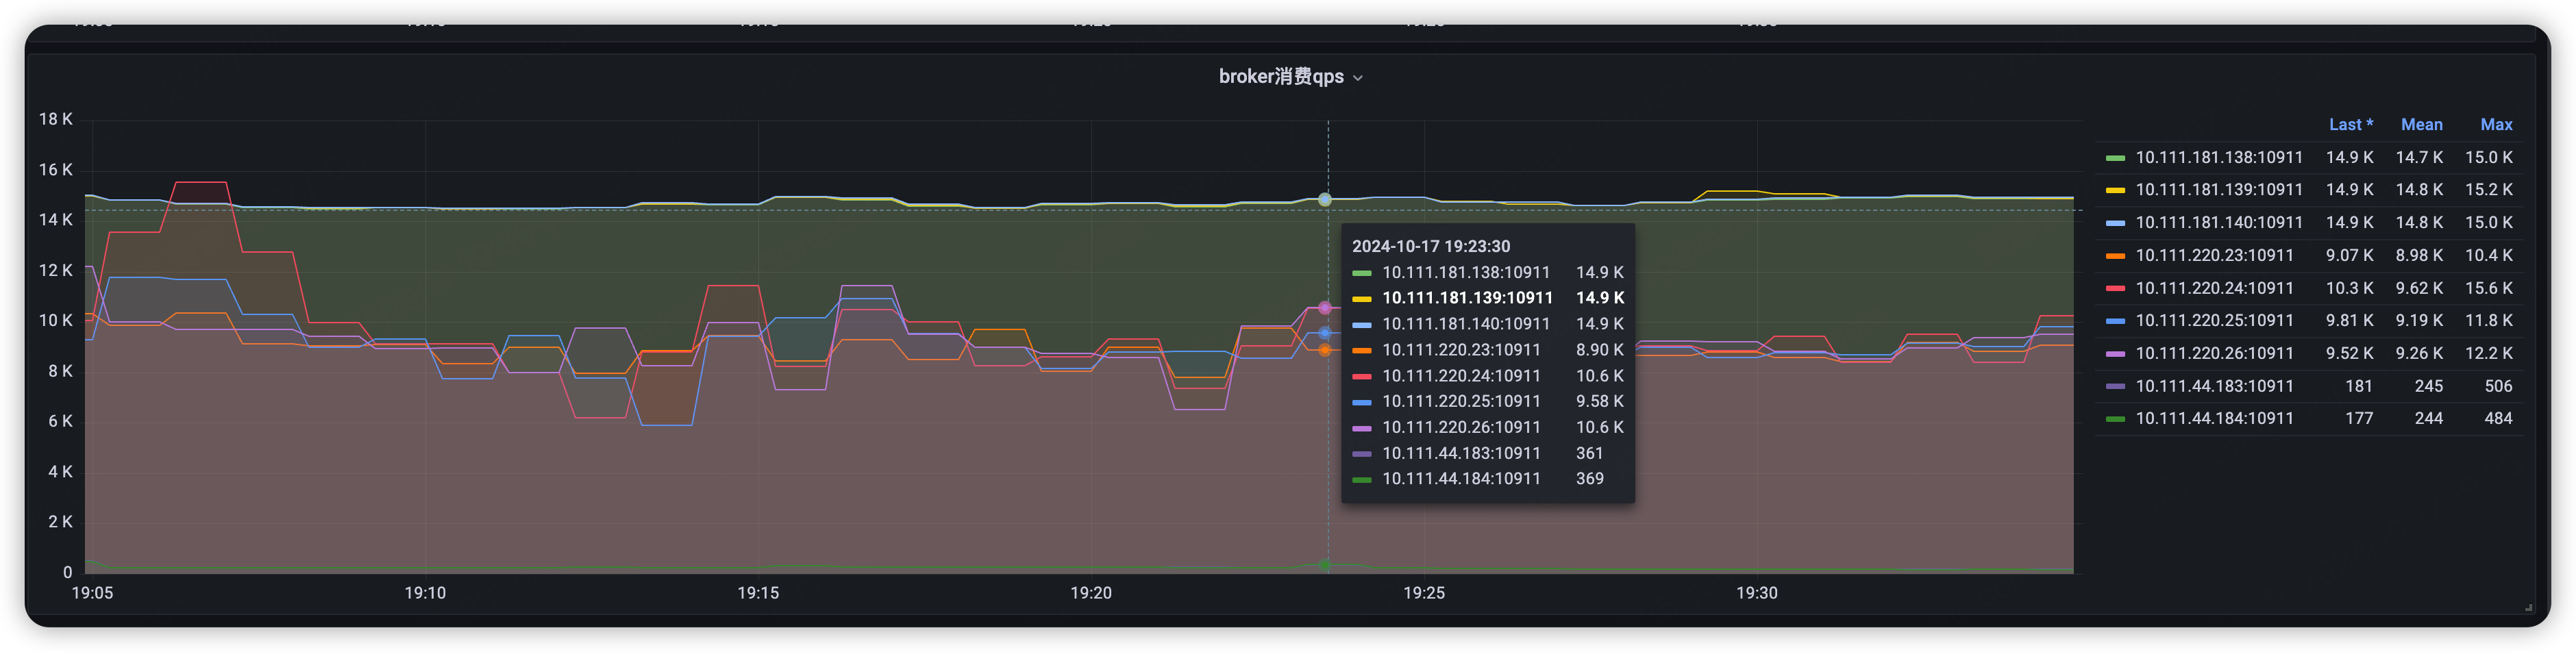 broker消费qps
18 K
16 K
14 K
12 K
10 K
8 K
6 K
4 K
2 K
0
19:05 19:10 19:15 19:20 19:25 19:30
2024-10-17 19:23:30
10.111.181.138:10911 14.9 K
10.111.181.139:10911 14.9 K
10.111.181.140:10911 14.9 K
10.111.220.23:10911 8.90 K
10.111.220.24:10911 10.6 K
10.111.220.25:10911 9.58 K
10.111.220.26:10911 10.6 K
10.111.44.183:10911 361
10.111.44.184:10911 369
Last * Mean Max
10.111.181.138:10911 14.9 K 14.7 K 15.0 K
10.111.181.139:10911 14.9 K 14.8 K 15.2 K
10.111.181.140:10911 14.9 K 14.8 K 15.0 K
10.111.220.23:10911 9.07 K 8.98 K 10.4 K
10.111.220.24:10911 10.3 K 9.62 K 15.6 K
10.111.220.25:10911 9.81 K 9.19 K 11.8 K
10.111.220.26:10911 9.52 K 9.26 K 12.2 K
10.111.44.183:10911 181 245 506
10.111.44.184:10911 177 244 484